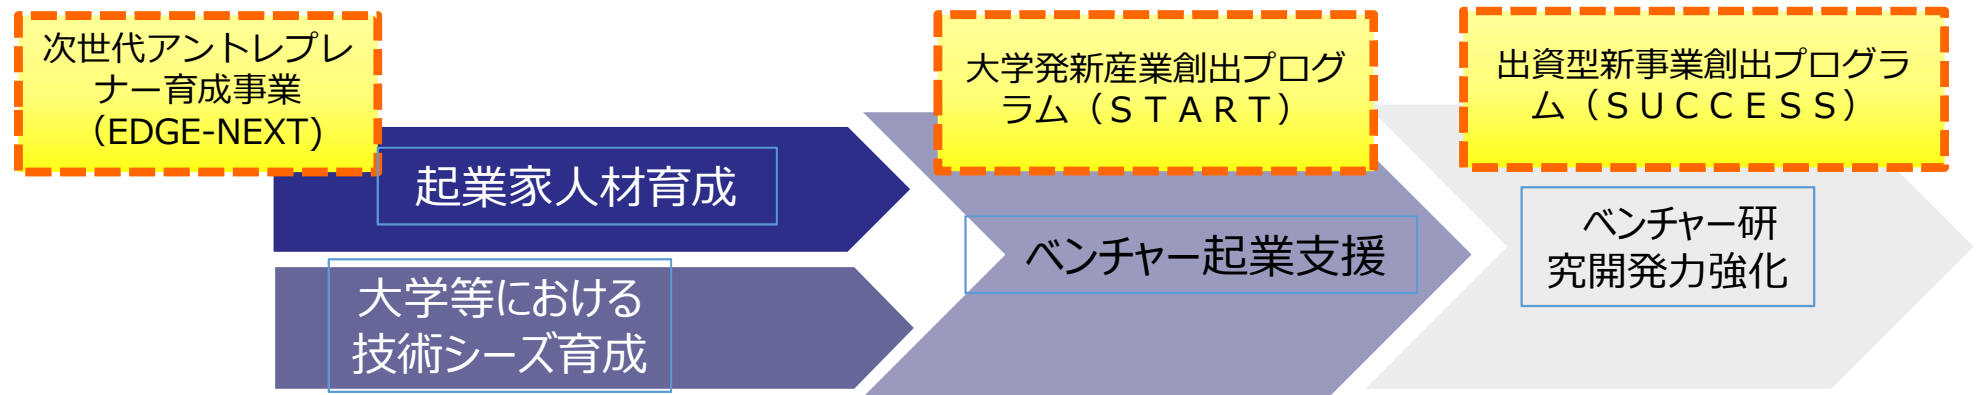 次世代アントレプレ
ナー育成事業
（EDGE-NEXT)
起業家人材育成
大学等における
技術シーズ育成
大学発新産業創出プログ
ラム（ＳＴＡＲＴ）
ベンチャー起業支援
出資型新事業創出プログラ
ム（ＳＵＣＣＥＳＳ）
ベンチャー研
究開発力強化